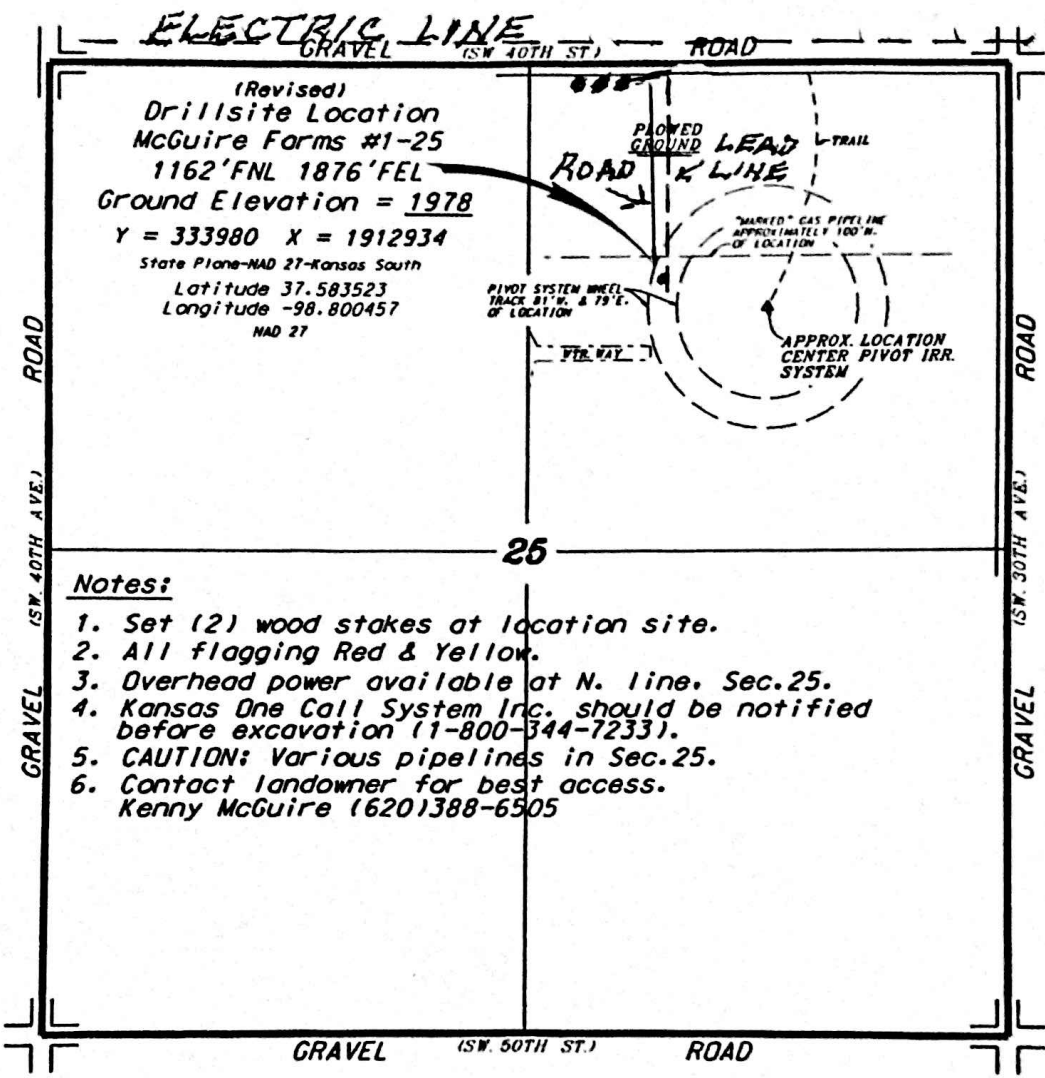 ELECTRIC LINE
GRAVEL (SW 40TH ST) ROAD
(Revised)
Drillsite Location
McGuire Farms #1-25
1162'FNL 1876'FEL
Ground Elevation = 1978
Y = 333980 X = 1912934
State Plane-NAD 27-Kansas South
Latitude 37.583523
Longitude -98.800457
NAD 27
PLOWED
GROUND
LEAD
LINE
ROAD
TRAIL
"MARKED" GAS PIPELINE
APPROXIMATELY 100'N.
OF LOCATION
PIVOT SYSTEM WHEEL
TRACK 81'W. & 79'E.
OF LOCATION
WTR. WAY
APPROX. LOCATION
CENTER PIVOT IRR.
SYSTEM
GRAVEL (SW. 40TH AVE.) ROAD
GRAVEL (SW. 30TH AVE.) ROAD
25
Notes:
1. Set (2) wood stakes at location site.
2. All flagging Red & Yellow.
3. Overhead power available at N. line, Sec.25.
4. Kansas One Call System Inc. should be notified
before excavation (1-800-344-7233).
5. CAUTION: Various pipelines in Sec.25.
6. Contact landowner for best access.
Kenny McGuire (620)388-6505
GRAVEL (SW. 50TH ST.) ROAD